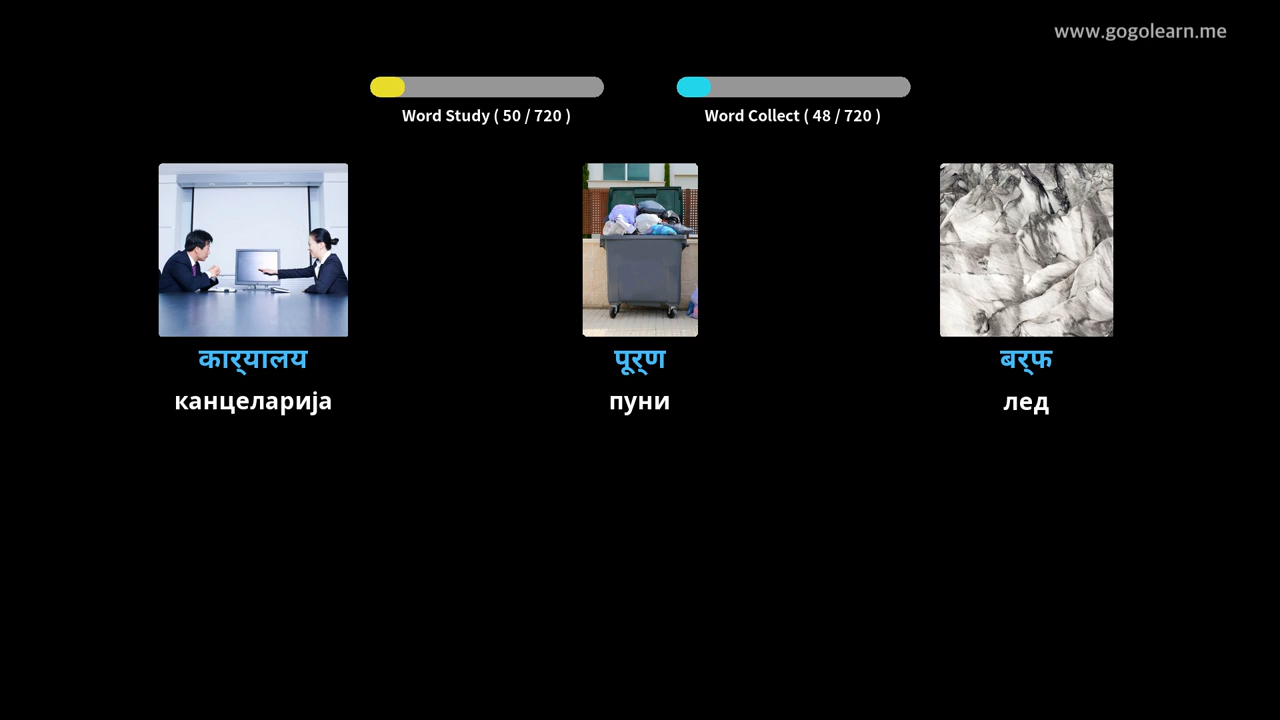 www.gogolearn.me
Word Study ( 50 / 720 )
Word Collect ( 48 / 720 )
कार्‍यालय
पूर्‍ण
बर्‍फ
канцеларија
пуни
лед